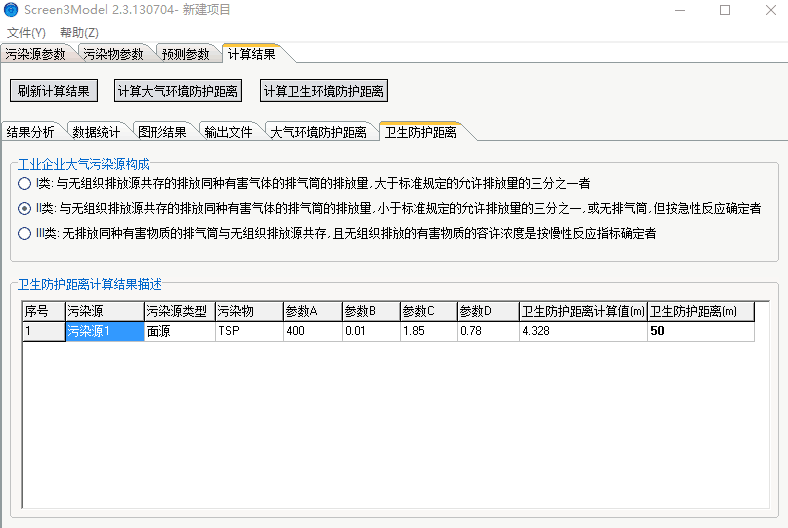 Screen3Model 2.3.130704- 新建项目
文件(Y) 帮助(Z)
污染源参数 污染物参数 预测参数 计算结果
刷新计算结果 计算大气环境防护距离 计算卫生环境防护距离
结果分析 数据统计 图形结果 输出文件 大气环境防护距离 卫生防护距离
工业企业大气污染源构成
I类: 与无组织排放源共存的排放同种有害气体的排气筒的排放量, 大于标准规定的允许排放量的三分之一者
II类: 与无组织排放源共存的排放同种有害气体的排气筒的排放量, 小于标准规定的允许排放量的三分之一, 或无排气筒, 但按急性反应确定者
III类: 无排放同种有害物质的排气筒与无组织排放源共存, 且无组织排放的有害物质的容许浓度是按慢性反应指标确定者
卫生防护距离计算结果描述
序号 污染源 污染源类型 污染物 参数A 参数B 参数C 参数D 卫生防护距离计算值(m) 卫生防护距离(m)
1 污染源1 面源 TSP 400 0.01 1.85 0.78 4.328 50